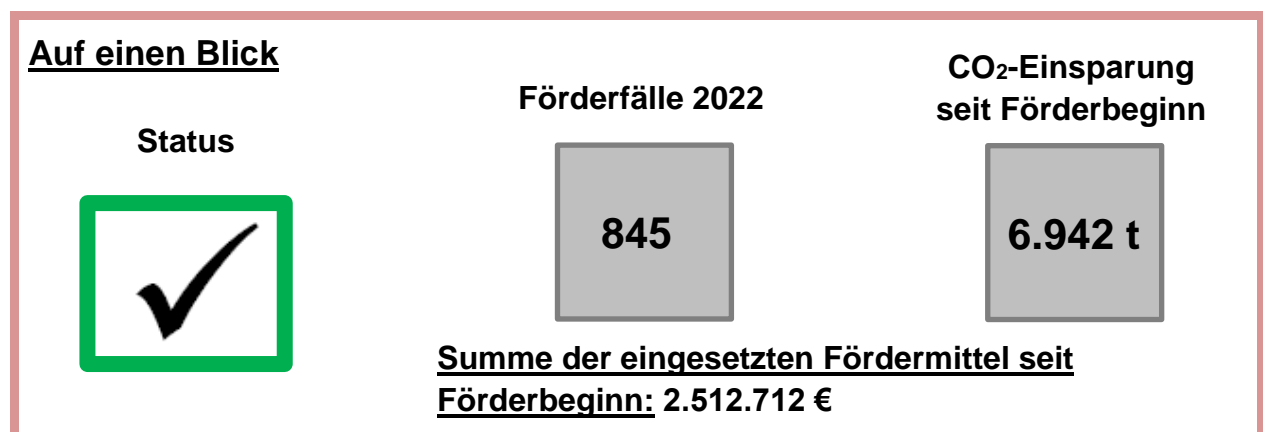 Auf einen Blick
Status
Förderfälle 2022
845
CO₂-Einsparung
seit Förderbeginn
6.942 t
Summe der eingesetzten Fördermittel seit
Förderbeginn: 2.512.712 €